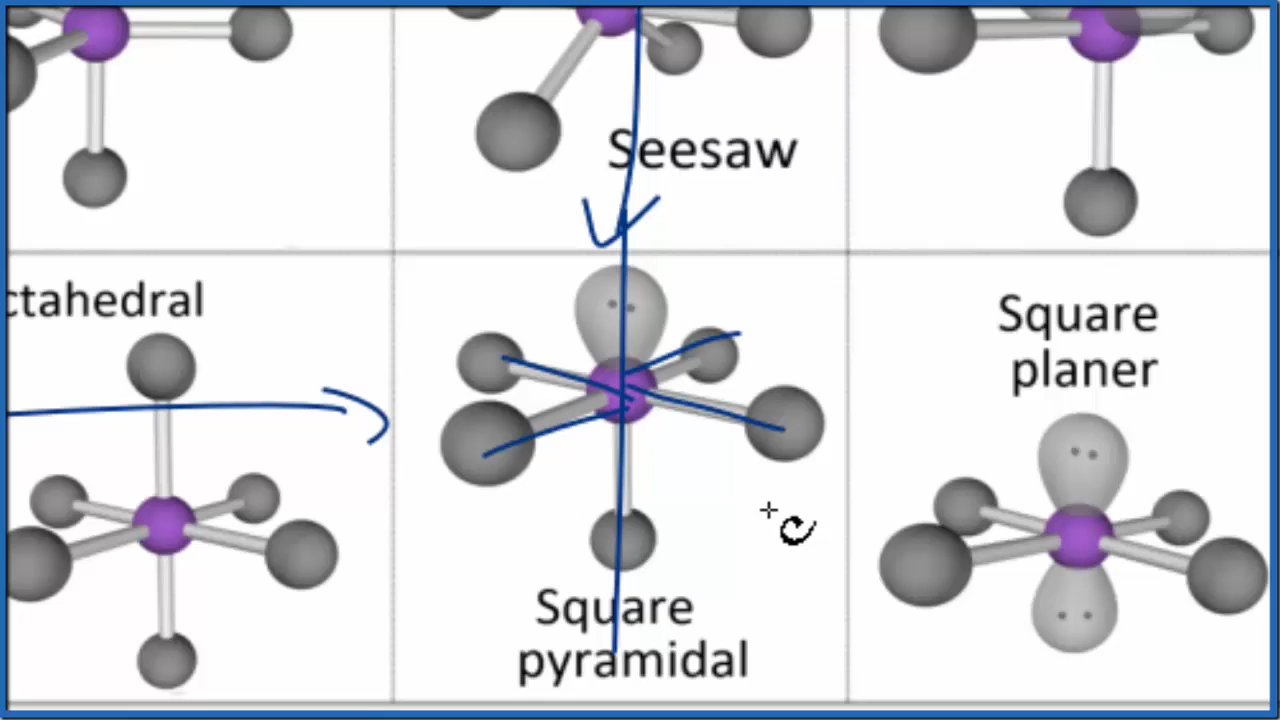 Seesaw
ctahedral
Square
planer
Square
pyramidal